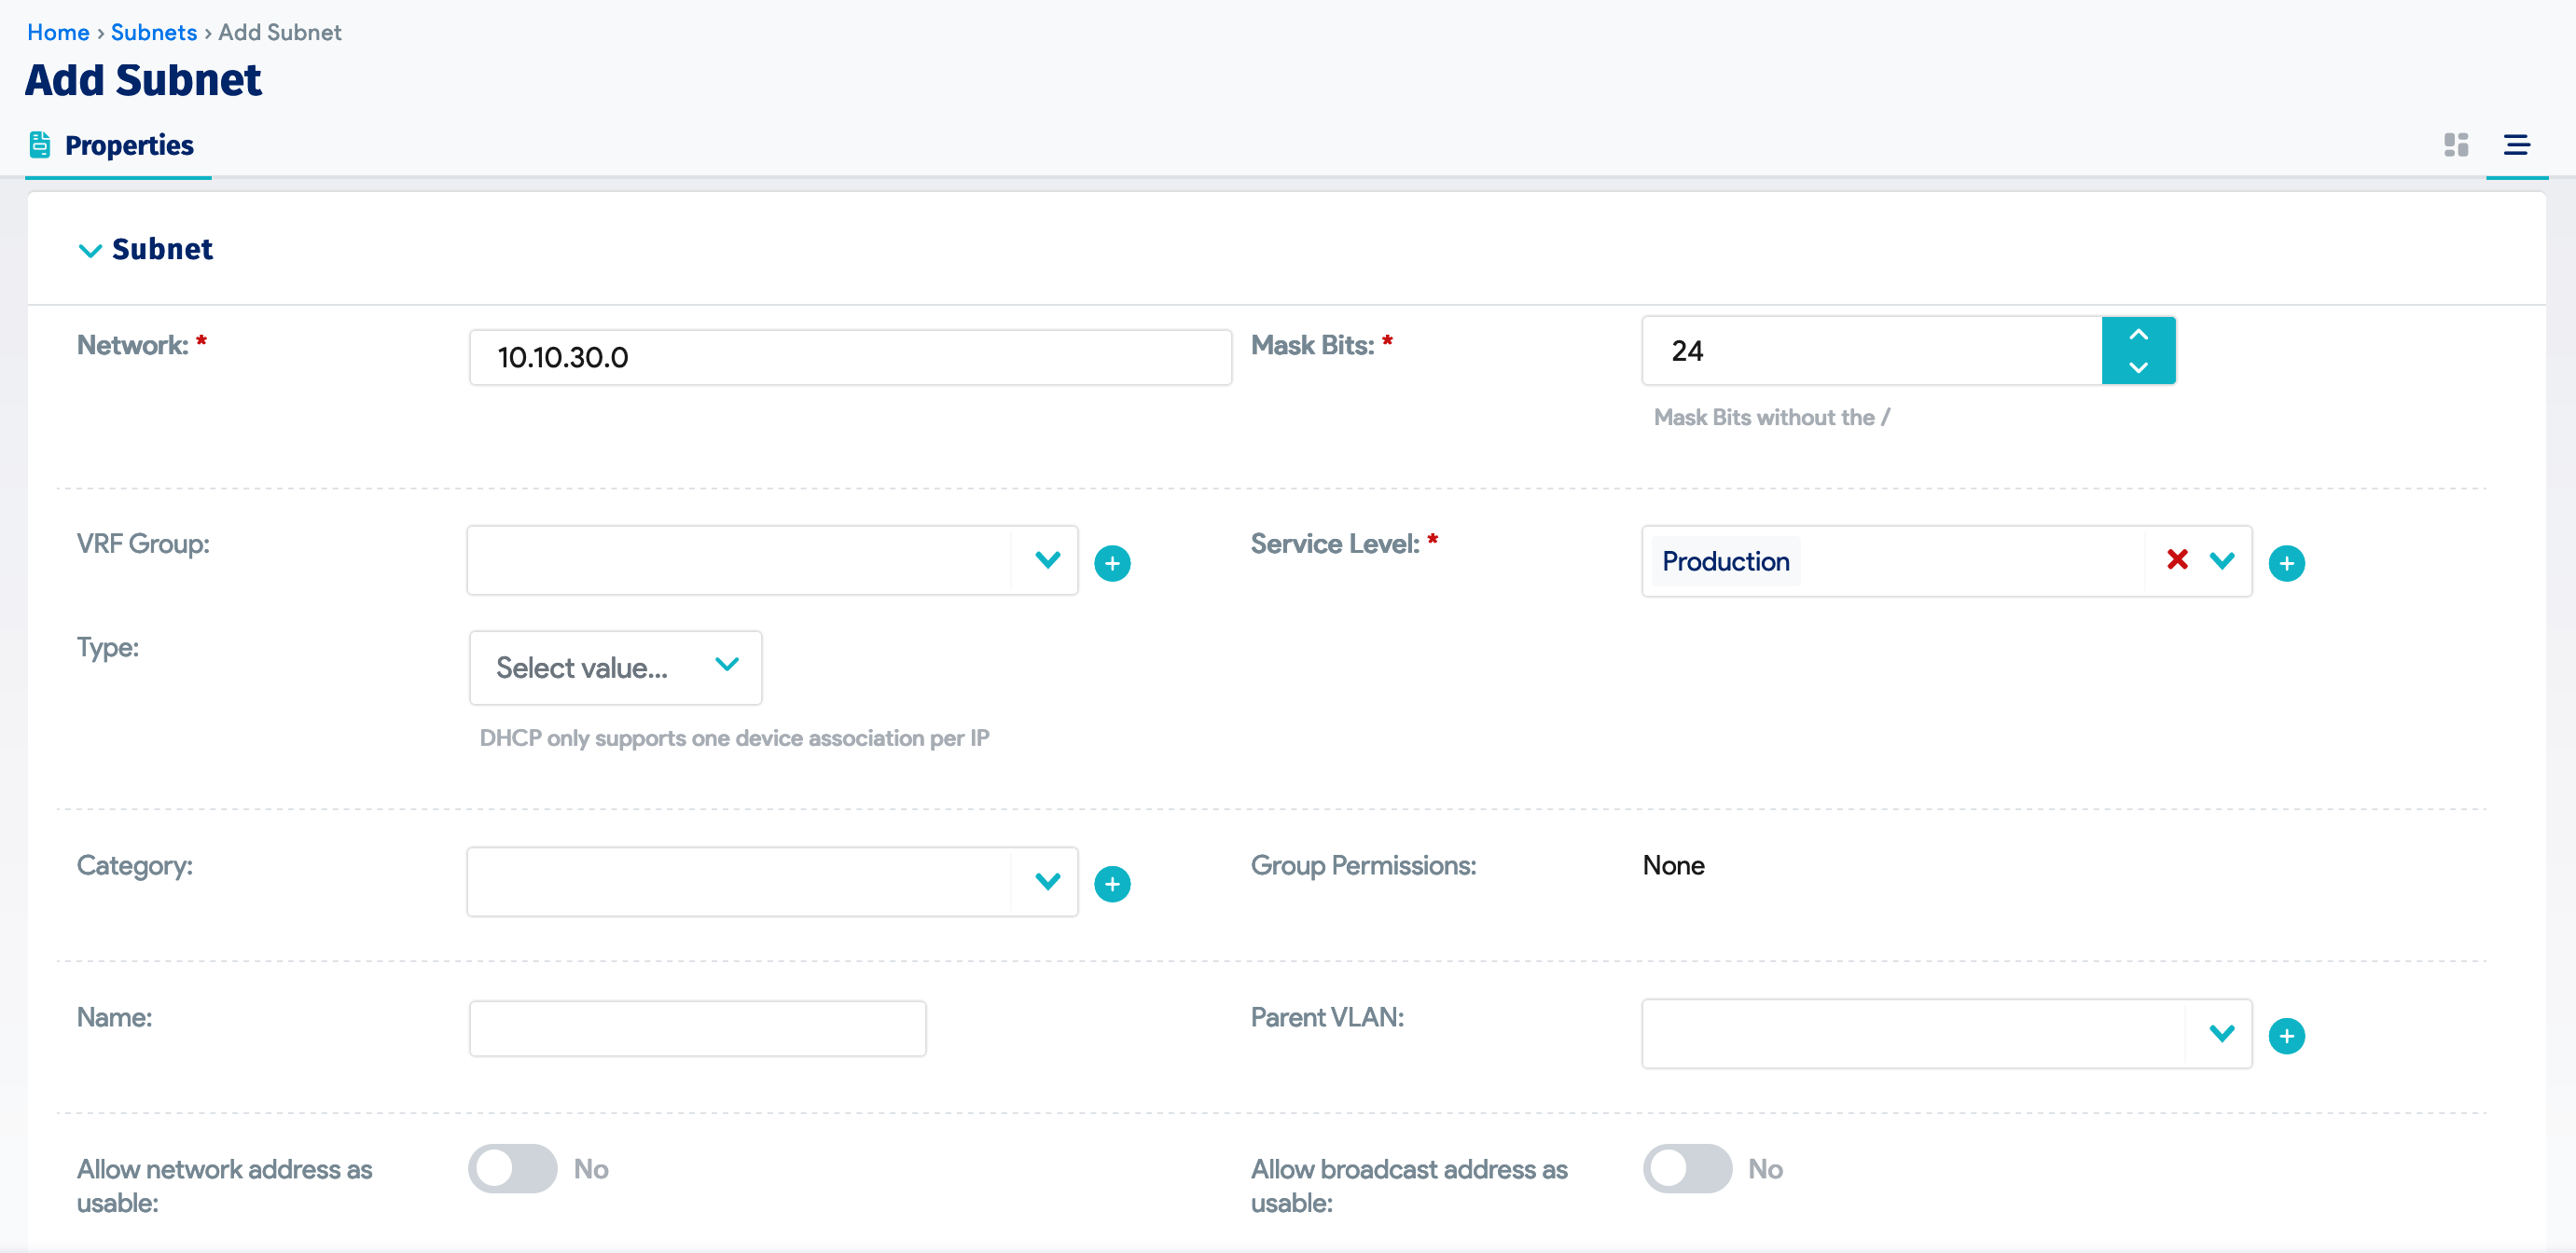 Home › Subnets › Add Subnet
Add Subnet
Properties
Subnet
Network: *
10.10.30.0
Mask Bits: *
24
Mask Bits without the /
VRF Group:
Service Level: *
Production
Type:
Select value...
DHCP only supports one device association per IP
Category:
Group Permissions:
None
Name:
Parent VLAN:
Allow network address as
usable:
No
Allow broadcast address as
usable:
No